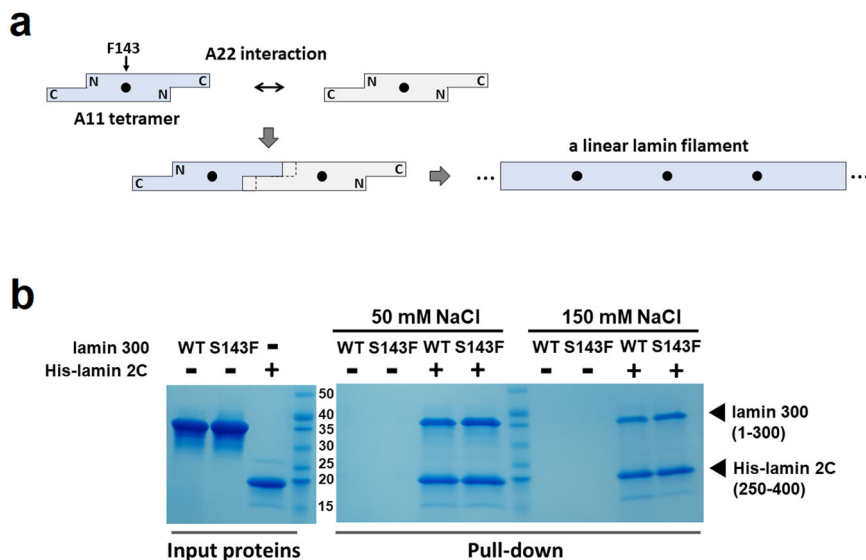 a
F143
A22 interaction
N C
C N
N C
C N
A11 tetramer
a linear lamin filament
N C
C N
... ...
b
50 mM NaCl 150 mM NaCl
lamin 300 WT S143F - WT S143F WT S143F WT S143F WT S143F
His-lamin 2C - - + - - + + - - + +
50
40
35
30
25
20
15
lamin 300
(1-300)
His-lamin 2C
(250-400)
Input proteins Pull-down